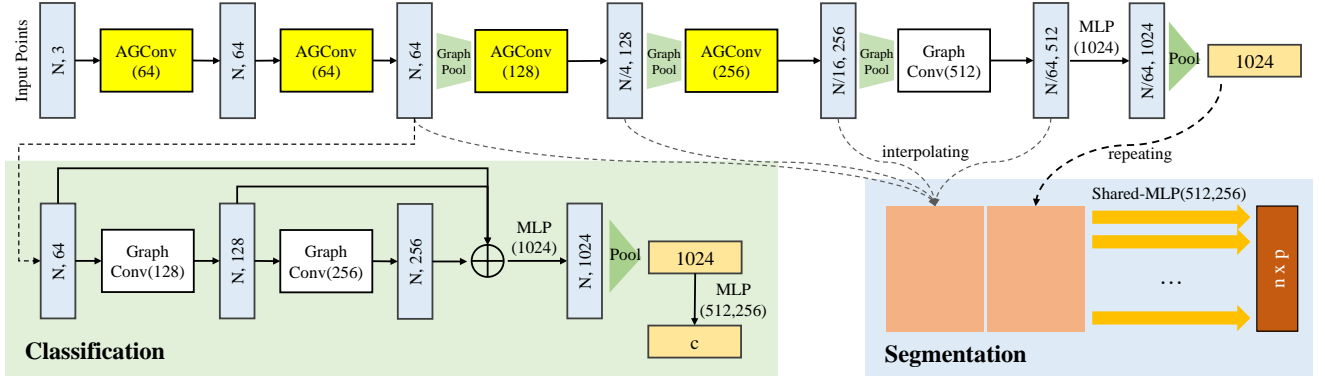 Input Points
N, 3
AGConv
(64)
N, 64
AGConv
(64)
N, 64
Graph
Pool
AGConv
(128)
N/4, 128
Graph
Pool
AGConv
(256)
N/16, 256
Graph
Pool
Graph
Conv(512)
N/64, 512
MLP
(1024)
N/64, 1024
Pool
1024
interpolating
repeating
N, 64
Graph
Conv(128)
N, 128
Graph
Conv(256)
N, 256
MLP
(1024)
N, 1024
Pool
1024
MLP
(512,256)
c
Classification
Shared-MLP(512,256)
...
n x p
Segmentation